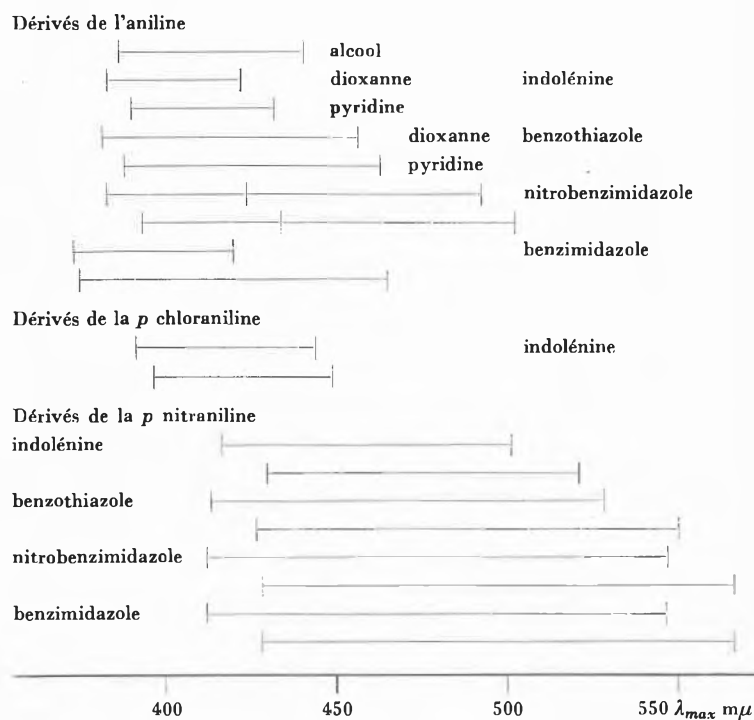 Dérivés de l'aniline
alcool
dioxanne indolénine
pyridine
dioxanne benzothiazole
pyridine
nitrobenzimidazole
benzimidazole
Dérivés de la p chloraniline
indolénine
Dérivés de la p nitraniline
indolénine
benzothiazole
nitrobenzimidazole
benzimidazole
400 450 500 550 λmax mμ